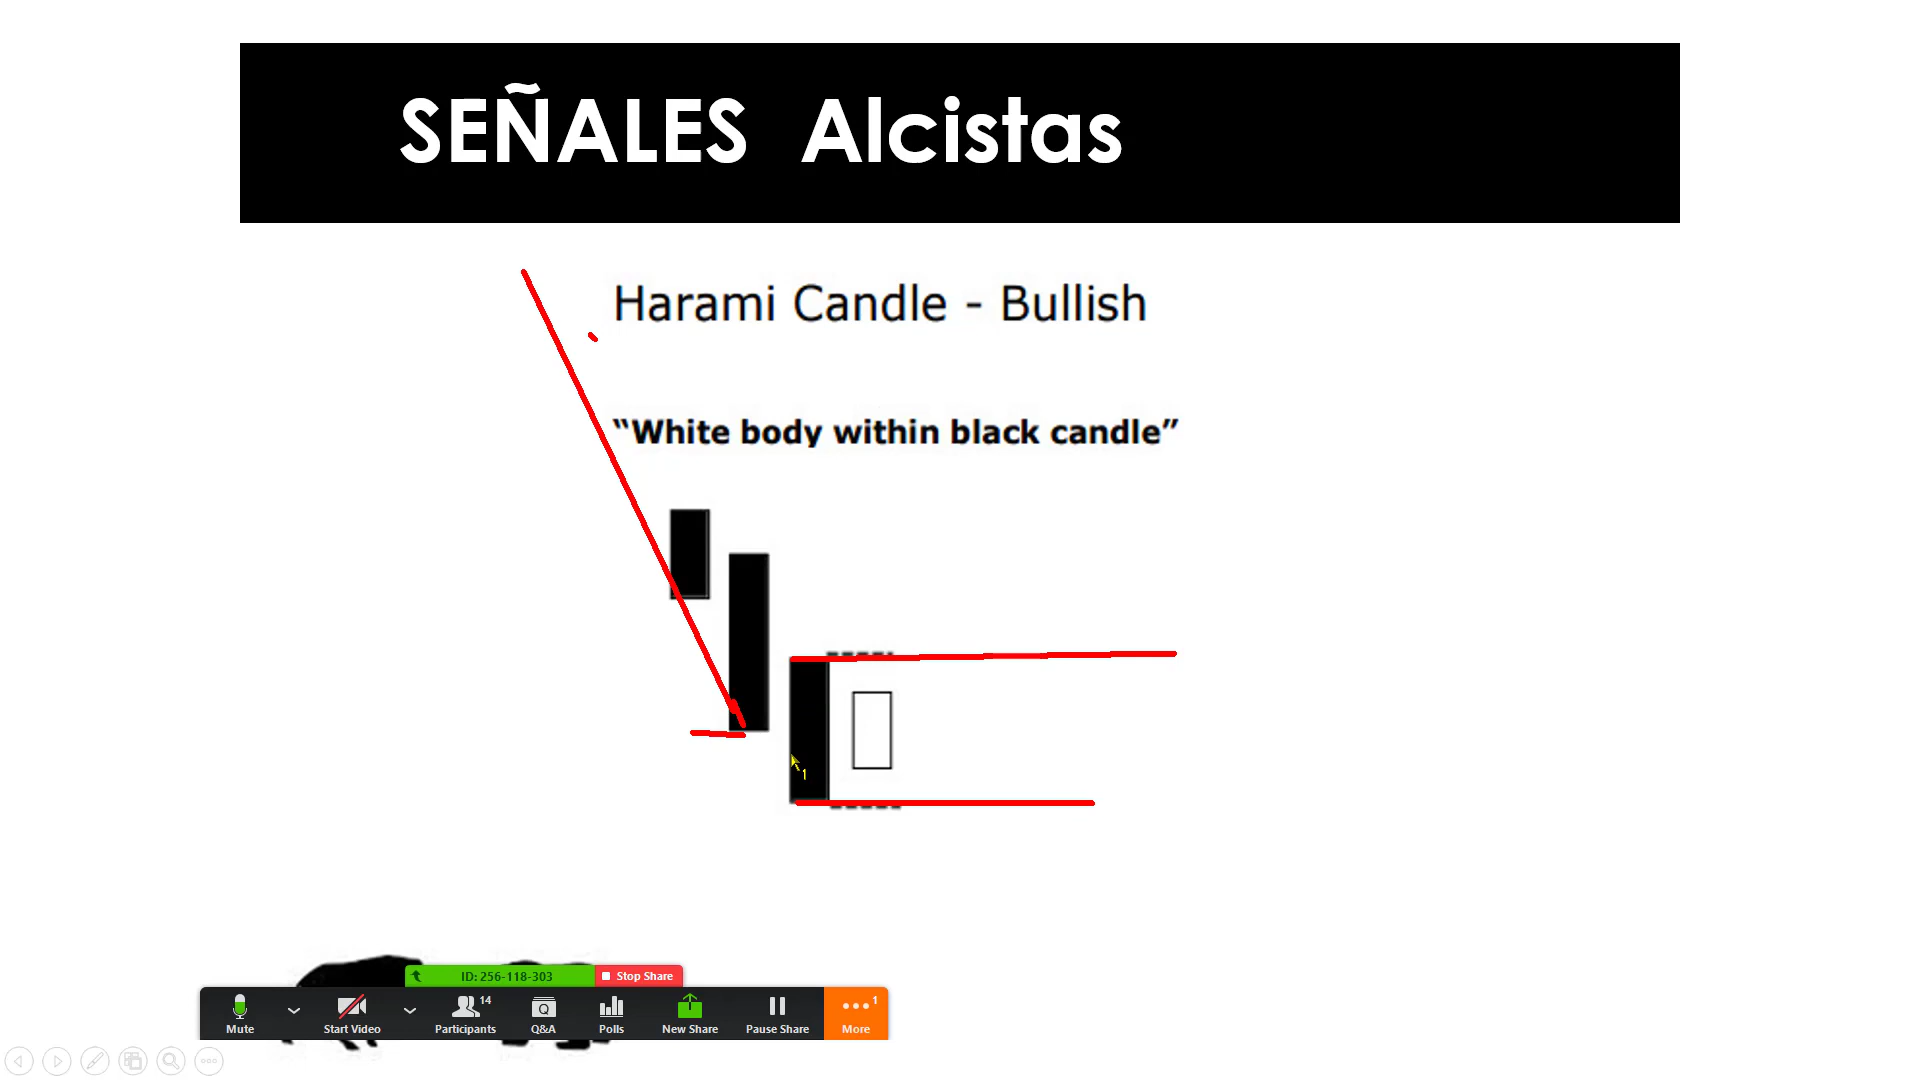 SEÑALES Alcistas
Harami Candle - Bullish
“White body within black candle”
1
ID: 256-118-303 Stop Share
14 1
Mute Start Video Participants Q&A Polls New Share Pause Share More